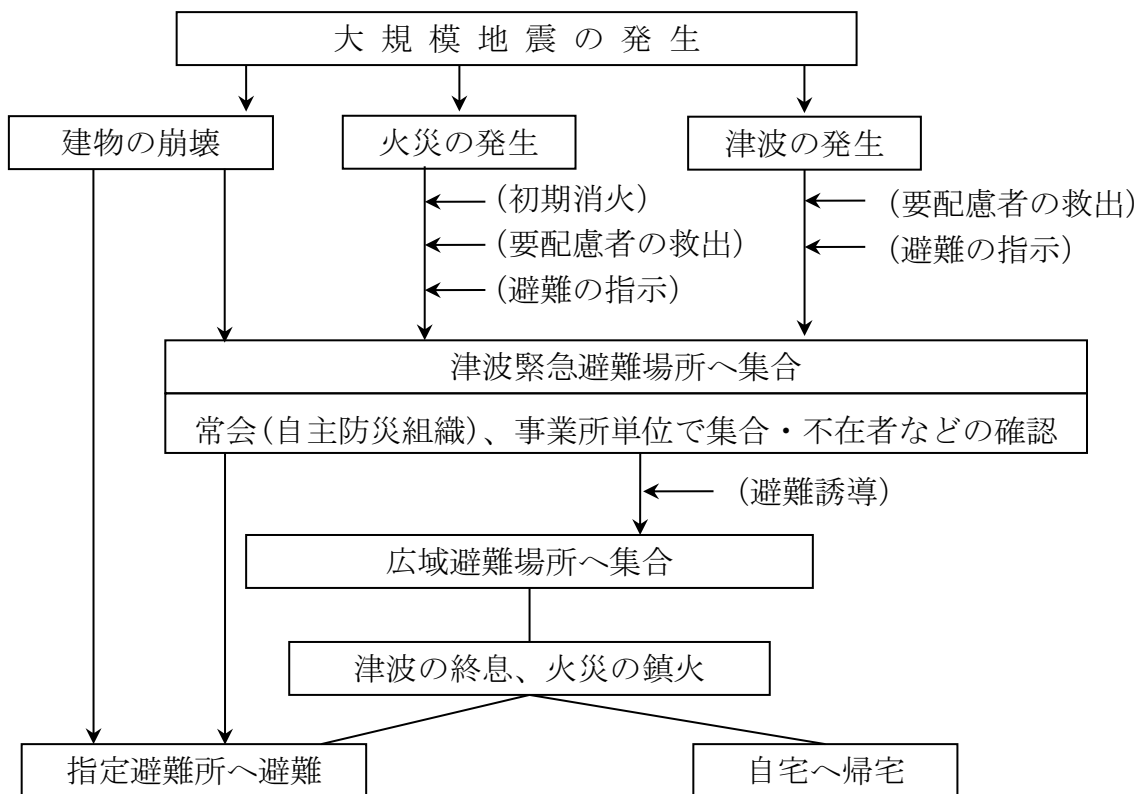 大規模地震の発生
建物の崩壊
火災の発生
津波の発生
(初期消火)
(要配慮者の救出)
(避難の指示)
(要配慮者の救出)
(避難の指示)
津波緊急避難場所へ集合
常会(自主防災組織)、事業所単位で集合・不在者などの確認
(避難誘導)
広域避難場所へ集合
津波の終息、火災の鎮火
指定避難所へ避難
自宅へ帰宅